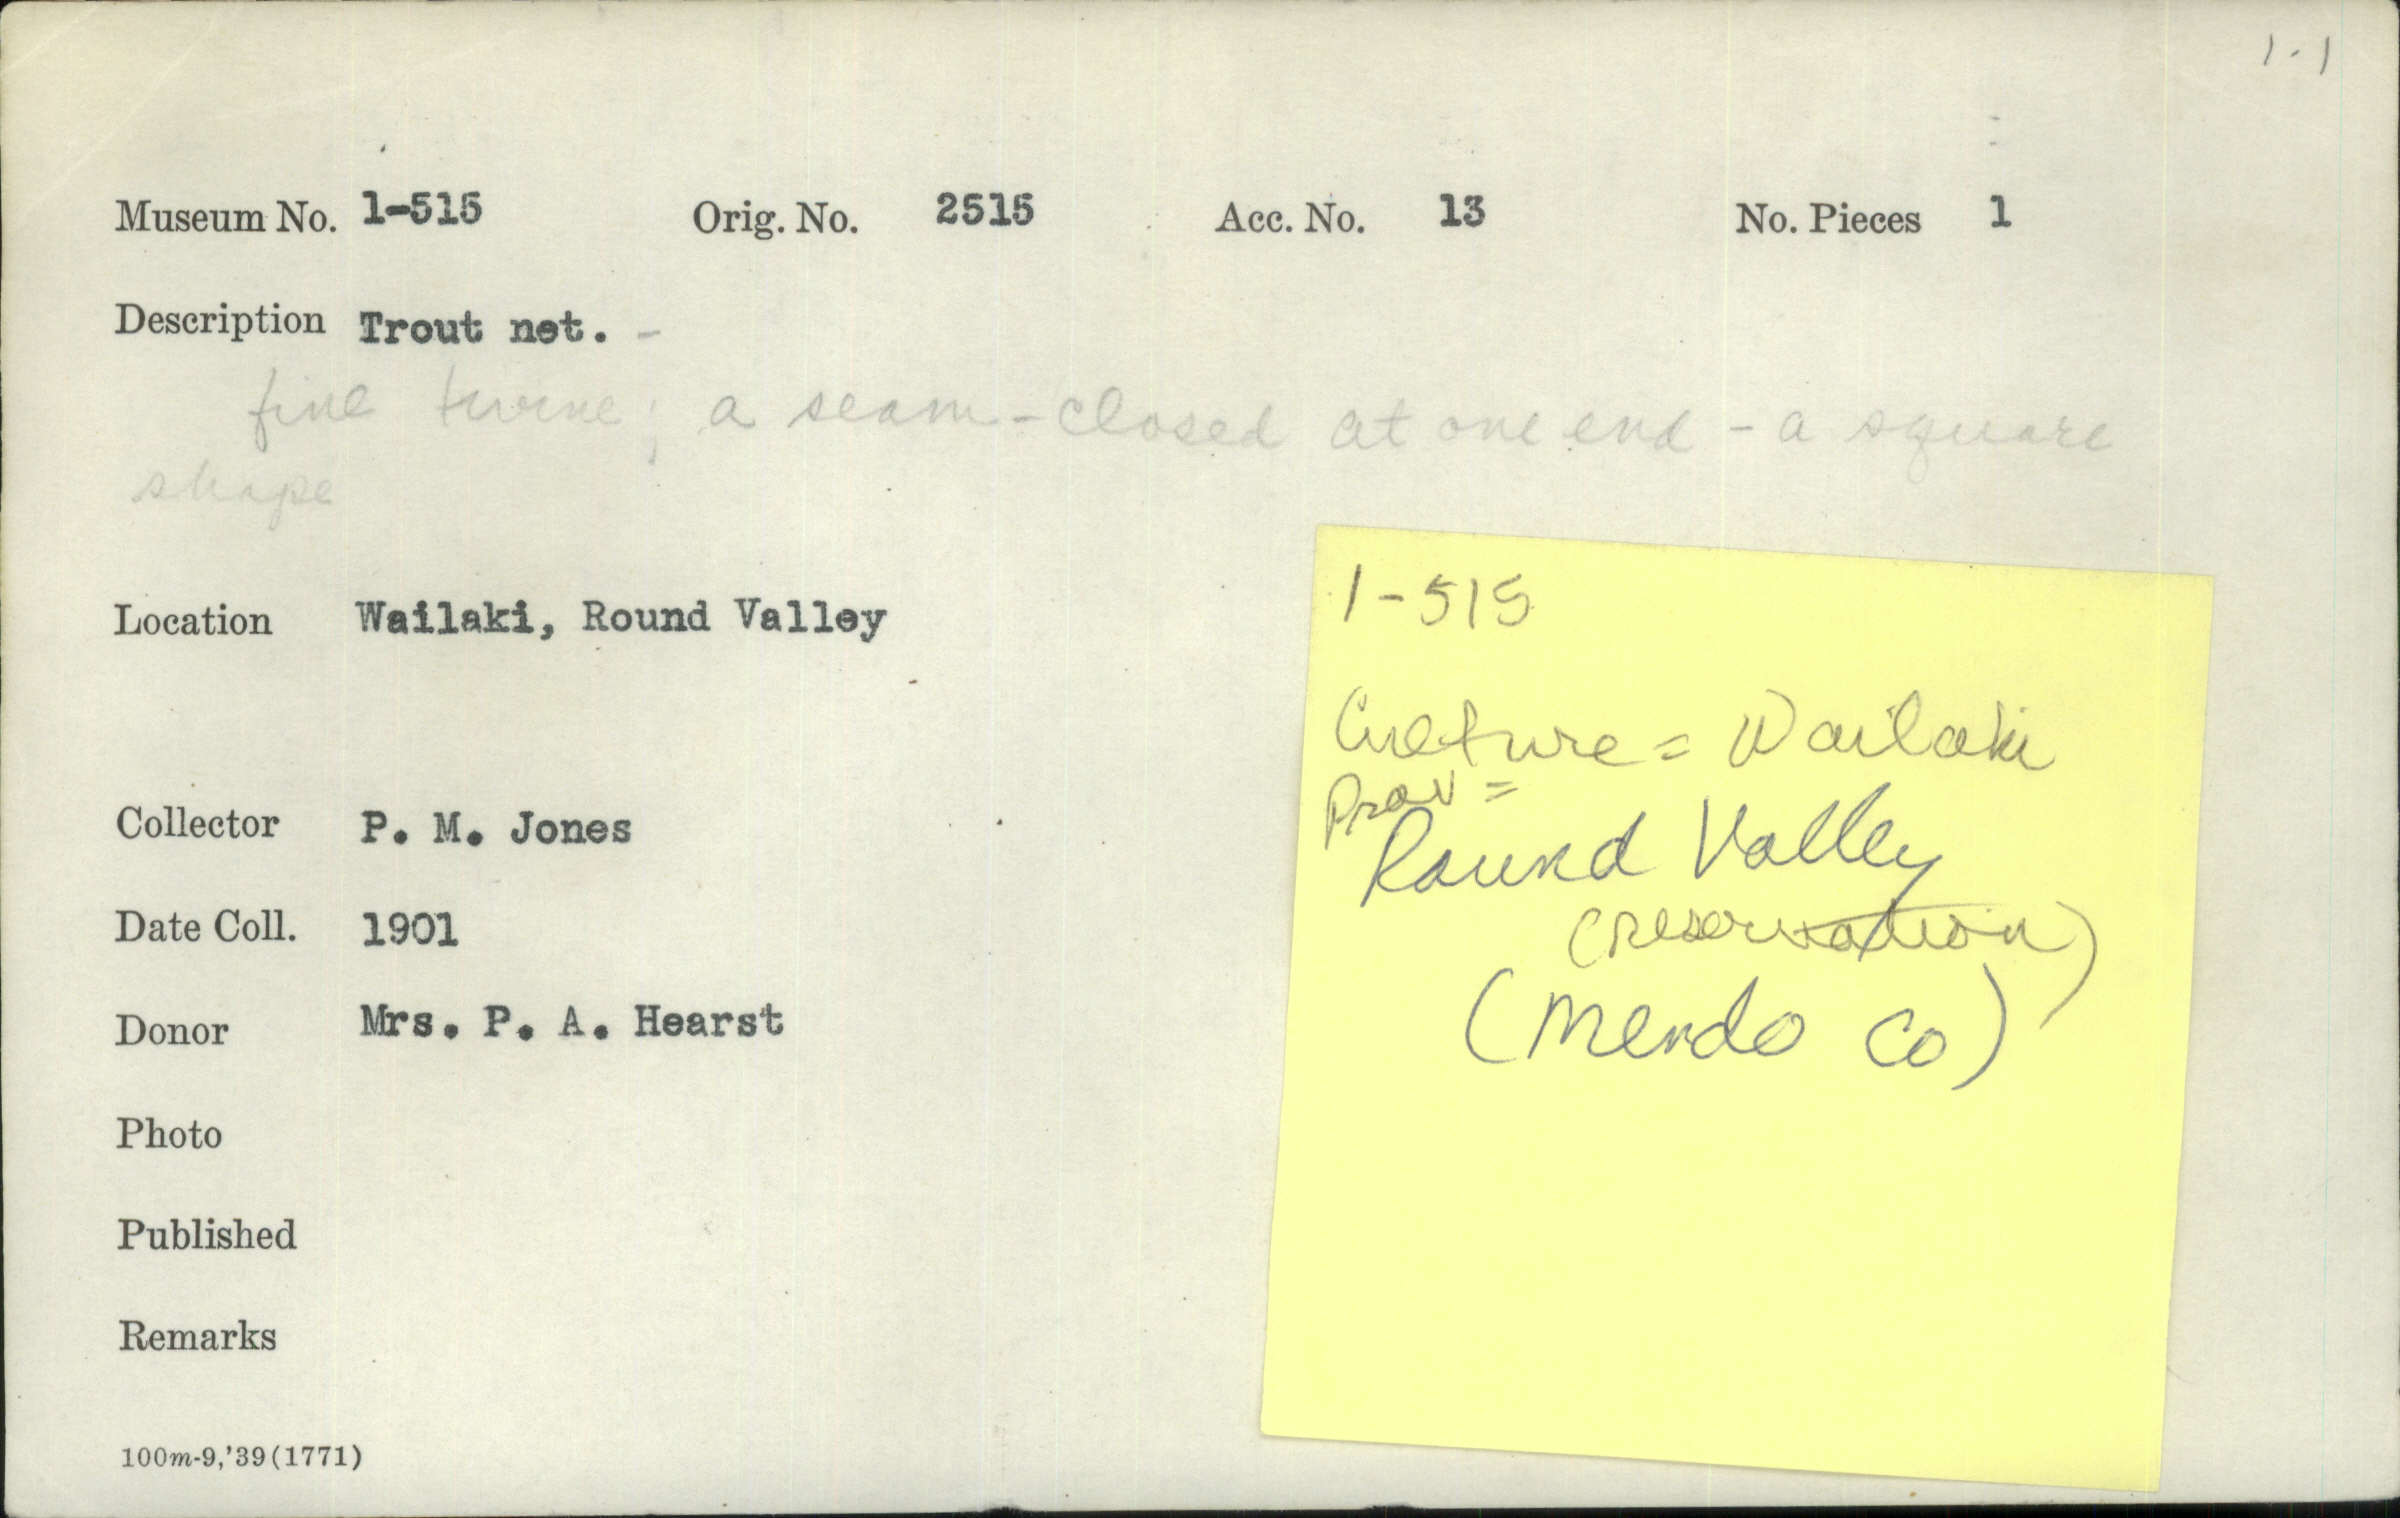 1-1
Museum No. 1-515 Orig. No. 2515 Acc. No. 13 No. Pieces 1
Description Trout net. -
fine twine; a seam - closed at one end - a square
shape
Location Wailaki, Round Valley
Collector P. M. Jones
Date Coll. 1901
Donor Mrs. P. A. Hearst
Photo
Published
Remarks
100m-9,'39(1771)
1-515
Culture = Wailaki
Prov =
Round Valley
(Reservation)
(Mendo Co)